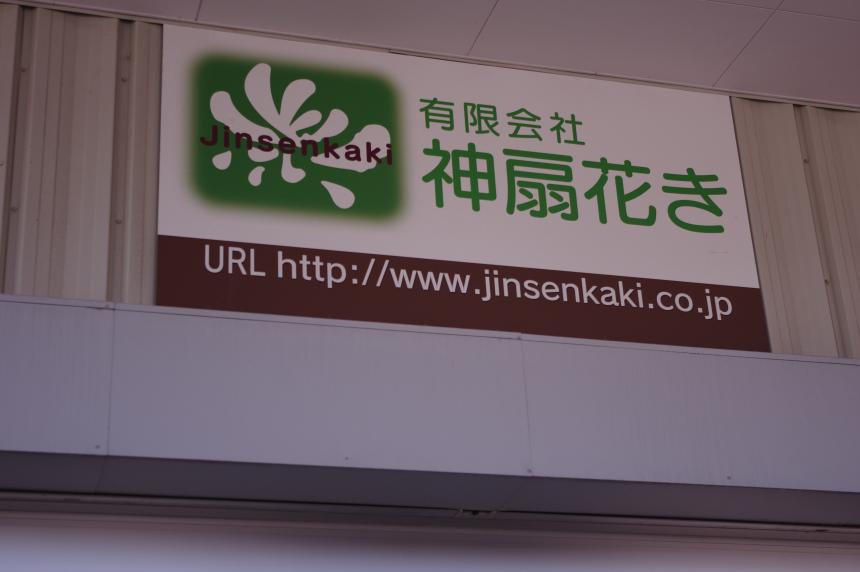 Jinsenkaki
有限会社
神扇花き
URL http://www.jinsenkaki.co.jp